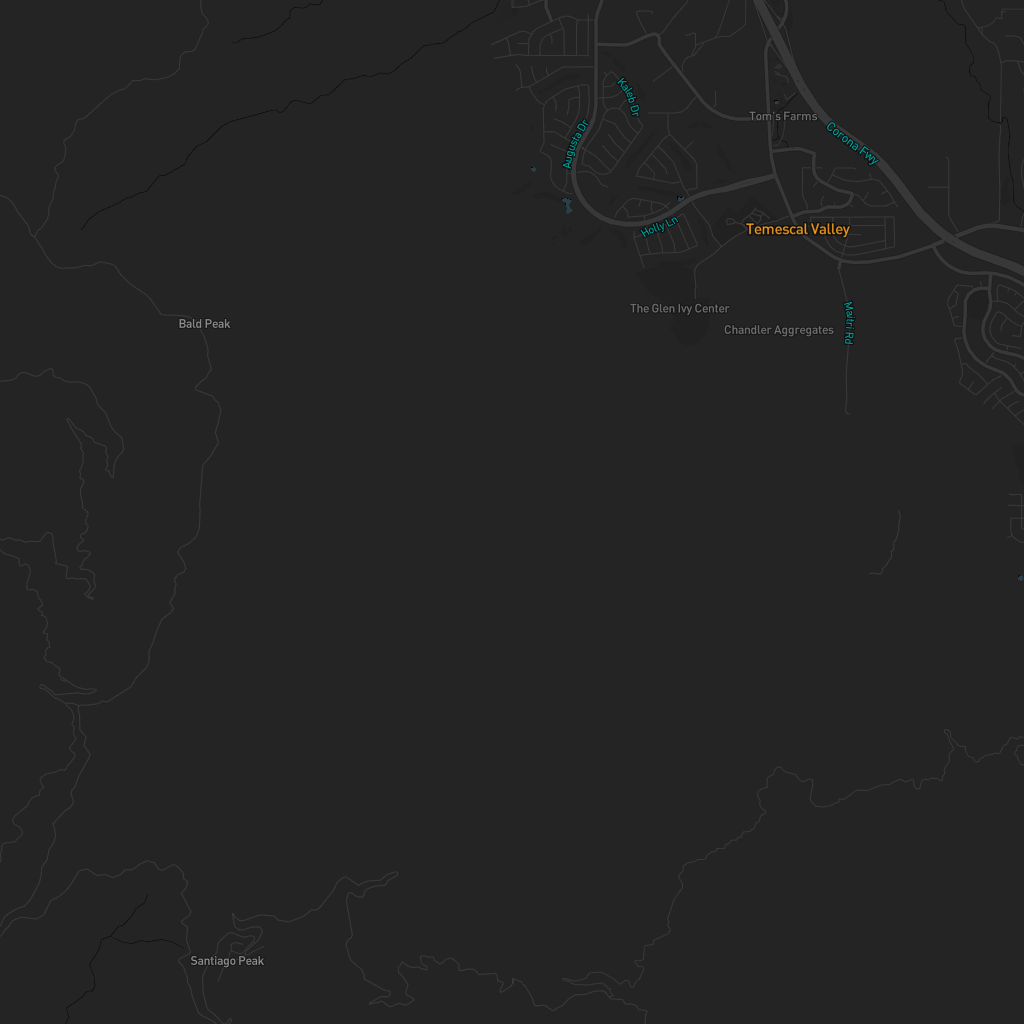 Kaleb Dr
Tom's Farms
Augusta Dr
Corona Fwy
Holly Ln
Temescal Valley
The Glen Ivy Center
Maitri Rd
Bald Peak
Chandler Aggregates
Santiago Peak